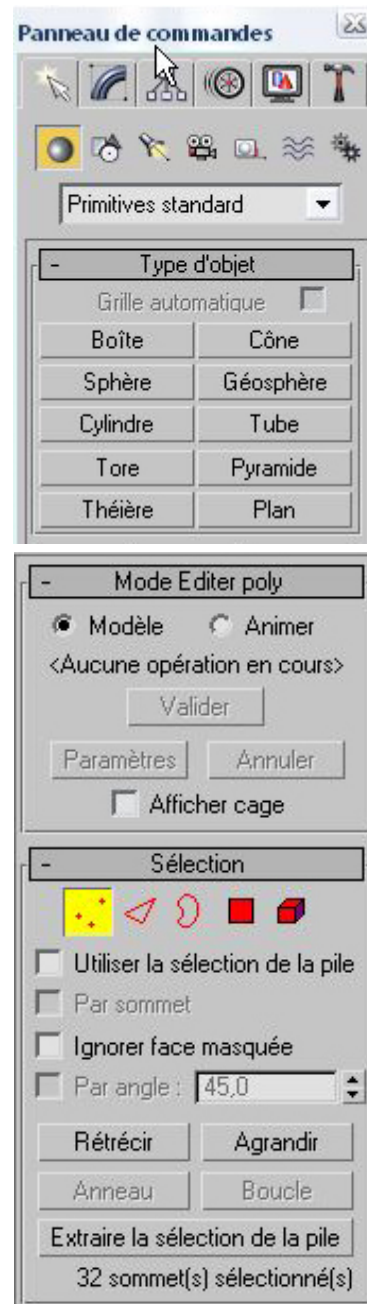 Panneau de commandes
Primitives standard
- Type d'objet
Grille automatique
Boîte Cône
Sphère Géosphère
Cylindre Tube
Tore Pyramide
Théière Plan
- Mode Editer poly
Modèle Animer
<Aucune opération en cours>
Valider
Paramètres Annuler
Afficher cage
- Sélection
Utiliser la sélection de la pile
Par sommet
Ignorer face masquée
Par angle : 45,0
Rétrécir Agrandir
Anneau Boucle
Extraire la sélection de la pile
32 sommet(s) sélectionné(s)